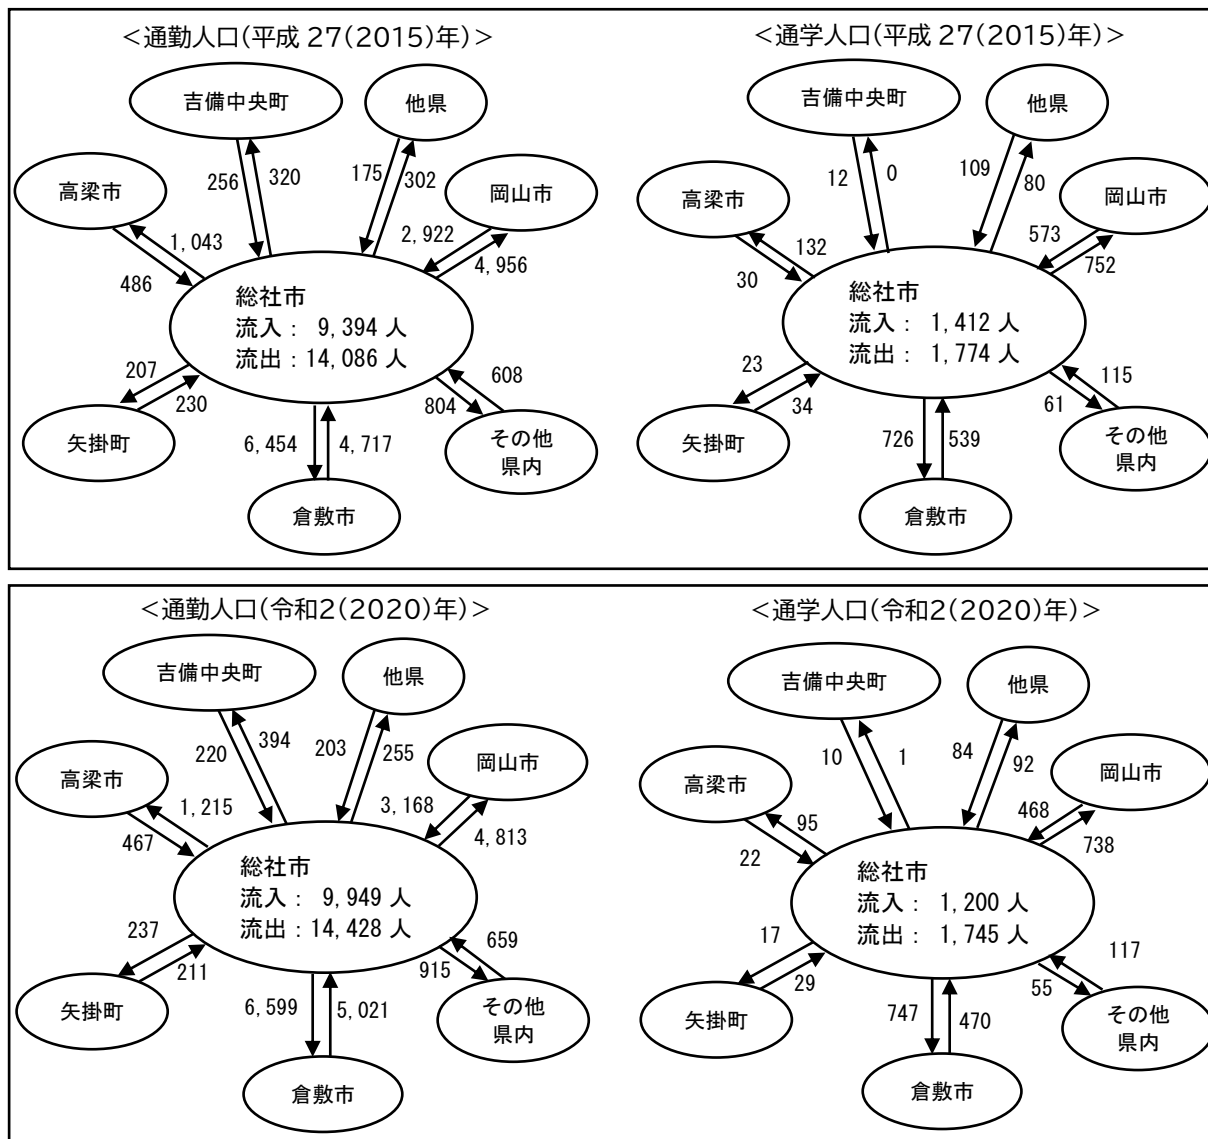 ＜通勤人口(平成 27(2015)年)＞
吉備中央町
他県
高梁市
岡山市
256
320
175
302
1,043
486
2,922
4,956
総社市
流入： 9,394 人
流出：14,086 人
207
230
608
804
矢掛町
6,454
4,717
その他
県内
倉敷市
＜通学人口(平成 27(2015)年)＞
吉備中央町
他県
高梁市
岡山市
12
0
109
80
132
30
573
752
総社市
流入： 1,412 人
流出： 1,774 人
23
34
115
61
矢掛町
726
539
その他
県内
倉敷市
＜通勤人口(令和2(2020)年)＞
吉備中央町
他県
高梁市
岡山市
220
394
203
255
1,215
467
3,168
4,813
総社市
流入： 9,949 人
流出：14,428 人
237
211
659
915
矢掛町
6,599
5,021
その他
県内
倉敷市
＜通学人口(令和2(2020)年)＞
吉備中央町
他県
高梁市
岡山市
10
1
84
92
95
22
468
738
総社市
流入： 1,200 人
流出： 1,745 人
17
29
117
55
矢掛町
747
470
その他
県内
倉敷市